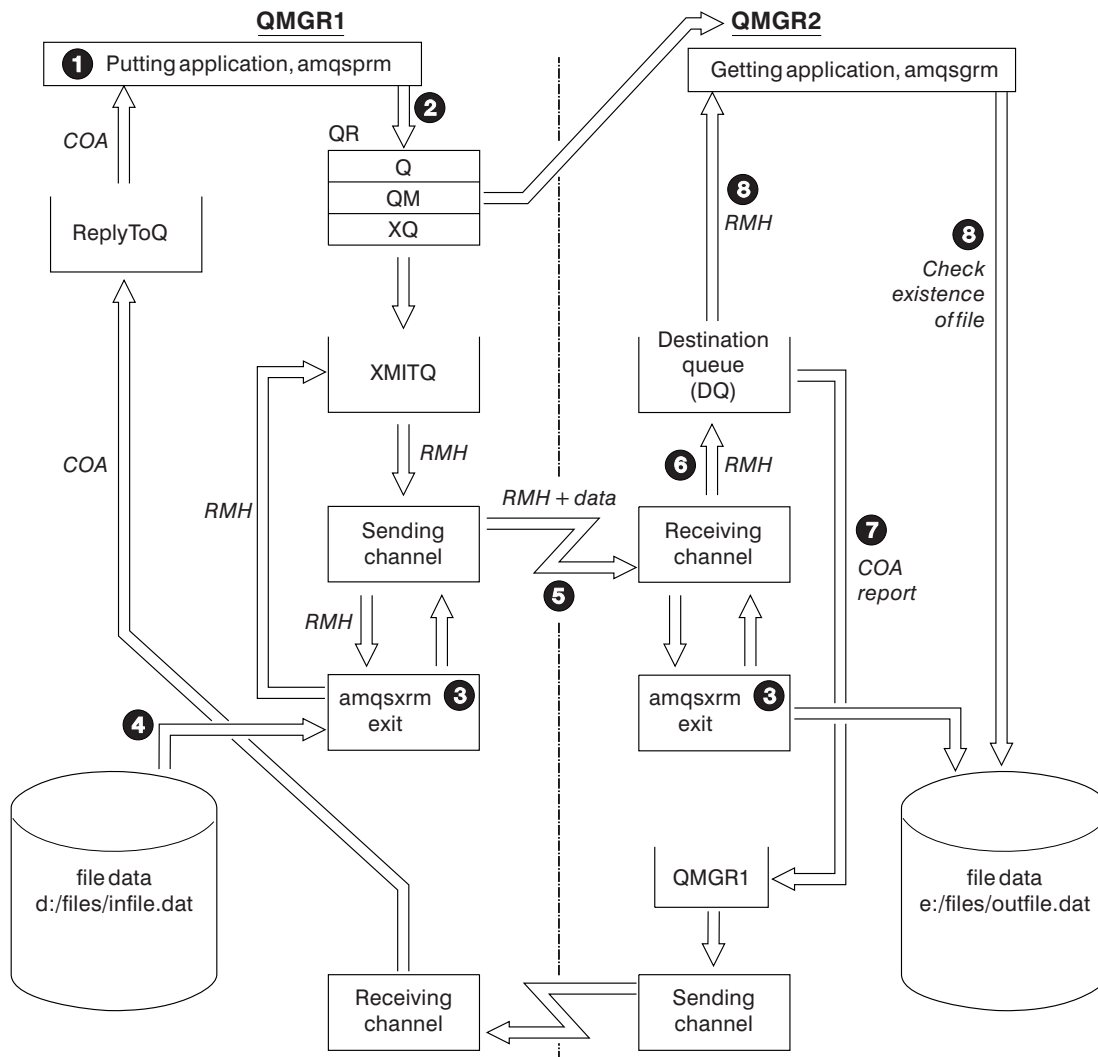 QMGR1
QMGR2
1 Putting application, amqsprm
Getting application, amqsgrm
2
COA
QR
Q
QM
XQ
8
RMH
ReplyToQ
8
Check
existence
of file
XMITQ
Destination
queue
(DQ)
COA
RMH
RMH
6 RMH
RMH + data
Sending
channel
Receiving
channel
7
COA
report
5
RMH
amqsxrm
exit
3
amqsxrm
exit
3
4
file data
d:/files/infile.dat
QMGR1
file data
e:/files/outfile.dat
Receiving
channel
Sending
channel